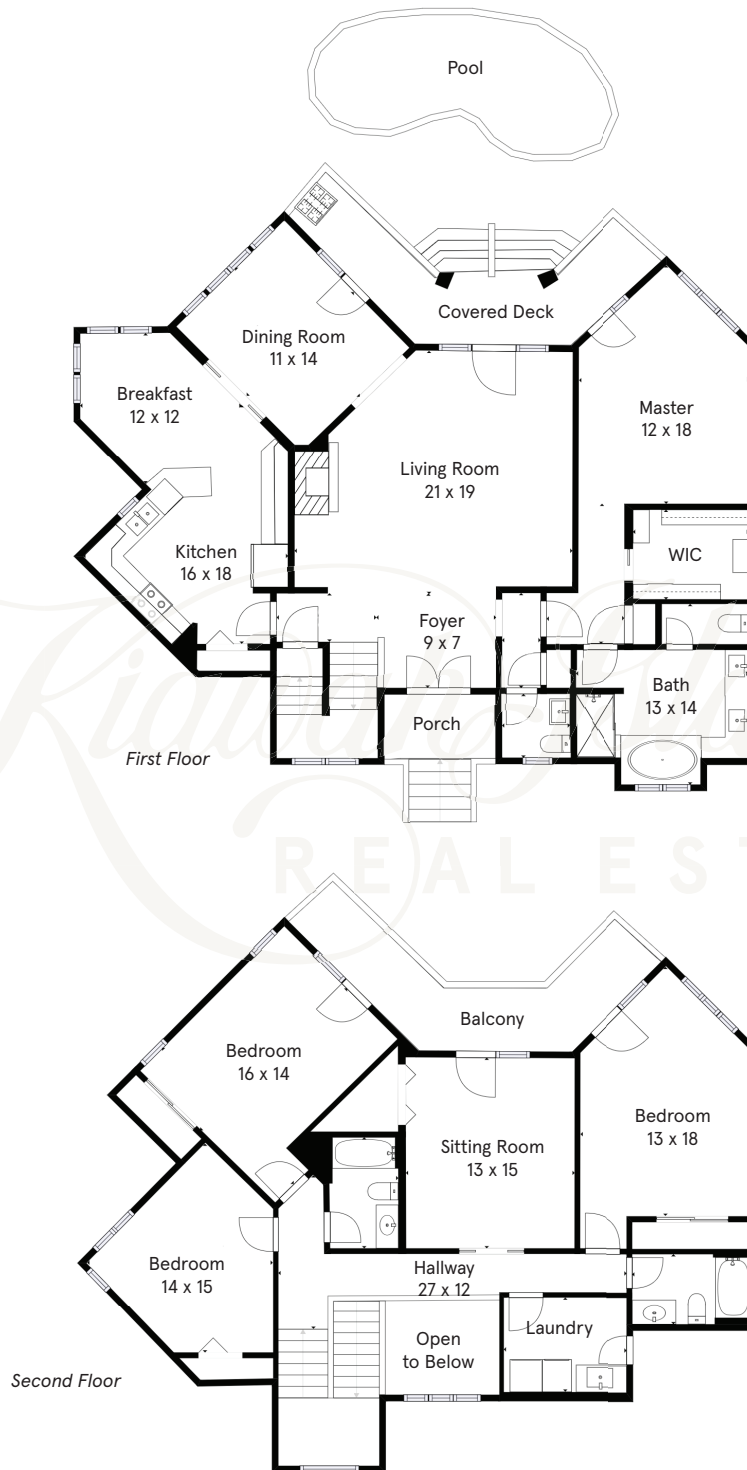 Pool
Covered Deck
Dining Room
11 x 14
Breakfast
12 x 12
Master
12 x 18
Living Room
21 x 19
Kitchen
16 x 18
WIC
Foyer
9 x 7
Bath
13 x 14
Porch
First Floor
REAL EST
Balcony
Bedroom
16 x 14
Bedroom
13 x 18
Sitting Room
13 x 15
Bedroom
14 x 15
Hallway
27 x 12
Laundry
Open
to Below
Second Floor